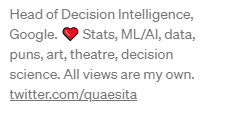 Head of Decision Intelligence,
Google. ❤️ Stats, ML/AI, data,
puns, art, theatre, decision
science. All views are my own.
twitter.com/quaesita